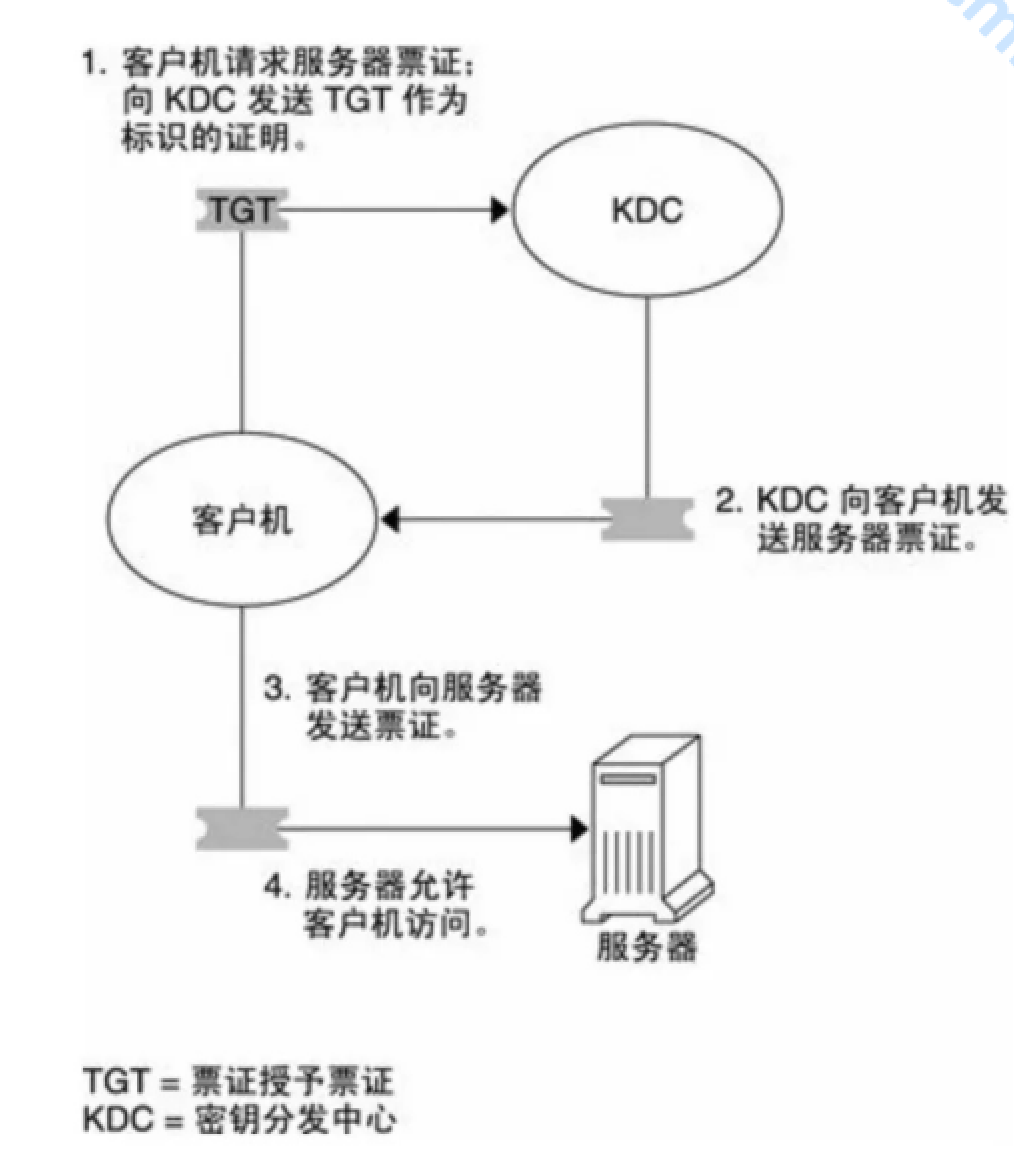 1. 客户机请求服务器票证;
向 KDC 发送 TGT 作为
标识的证明。
TGT
KDC
客户机
2. KDC 向客户机发
送服务器票证。
3. 客户机向服务器
发送票证。
4. 服务器允许
客户机访问。
服务器
TGT = 票证授予票证
KDC = 密钥分发中心